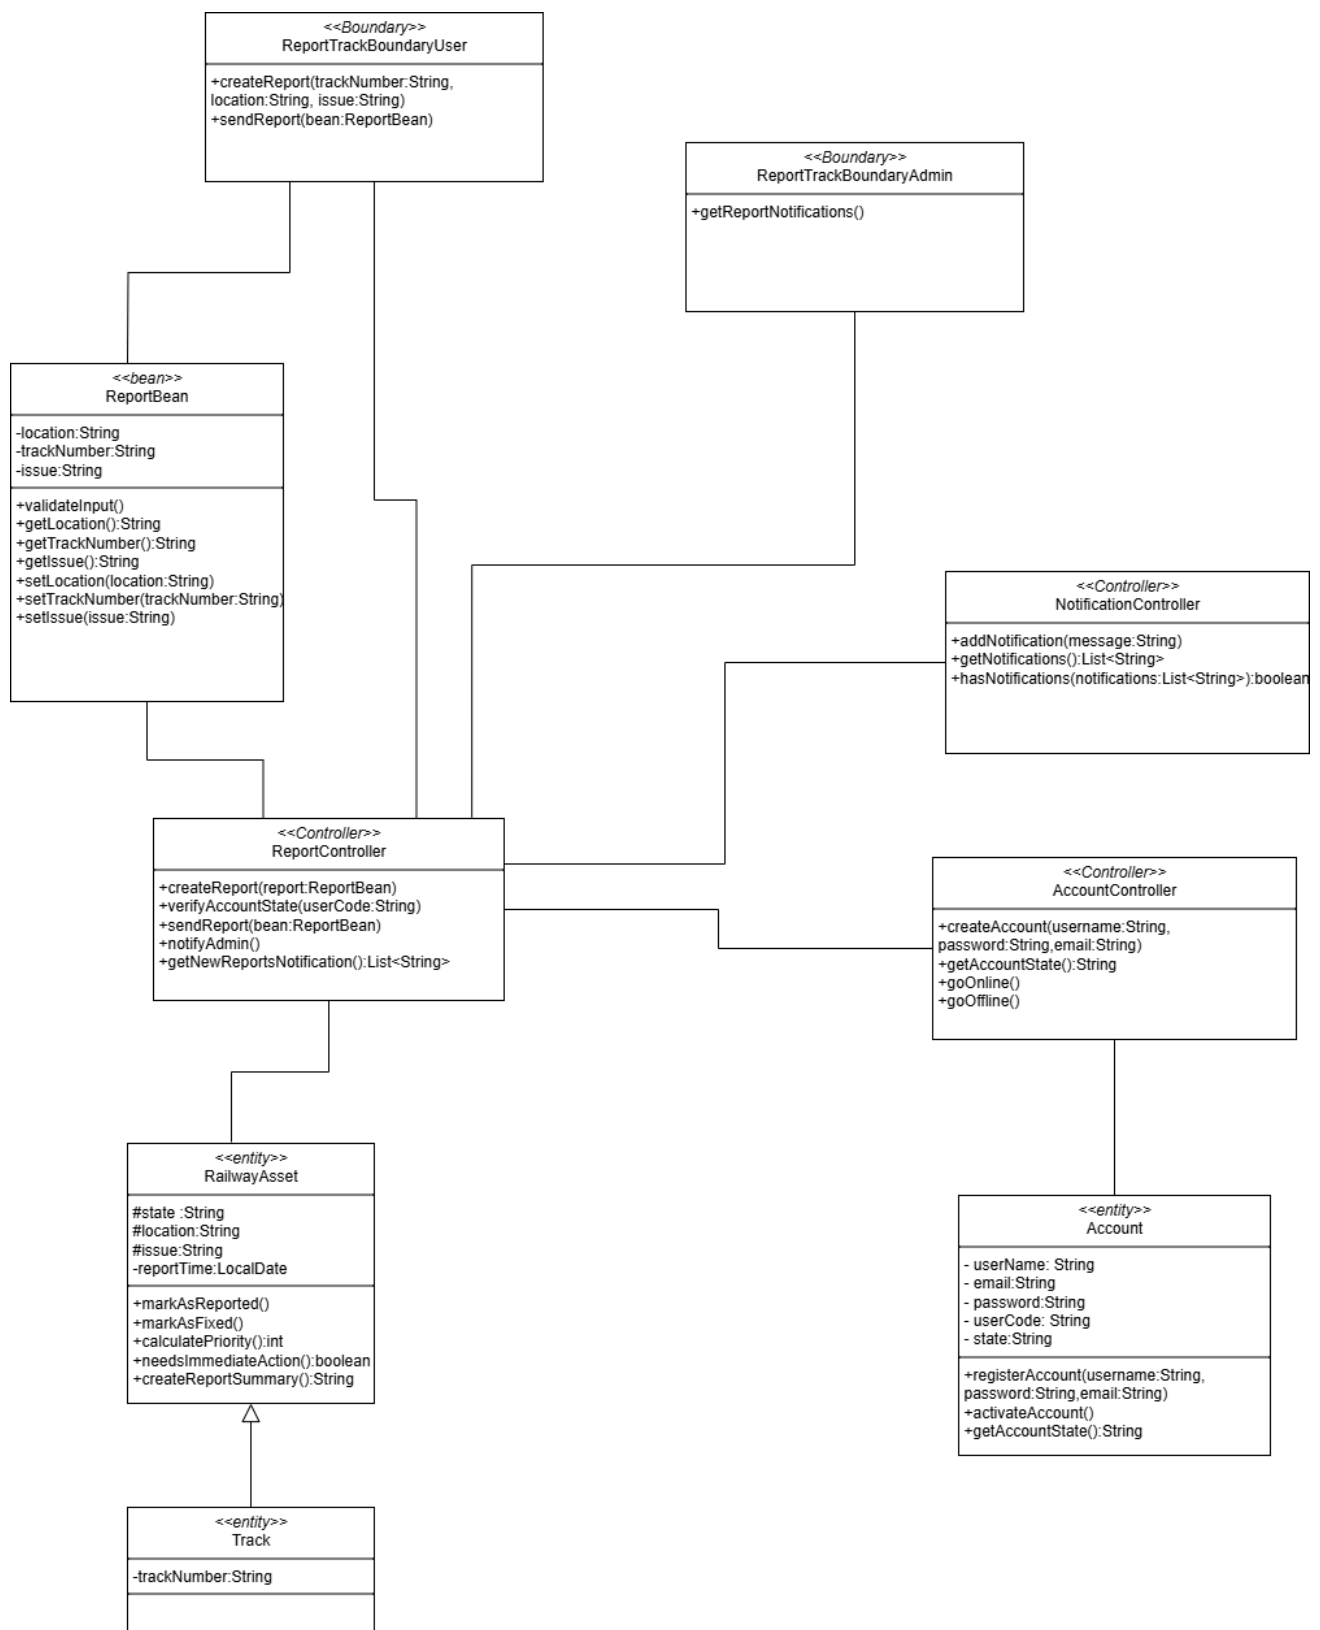 <<Boundary>>
ReportTrackBoundaryUser
+createReport(trackNumber:String,
location:String, issue:String)
+sendReport(bean:ReportBean)
<<Boundary>>
ReportTrackBoundaryAdmin
+getReportNotifications()
<<bean>>
ReportBean
-location:String
-trackNumber:String
-issue:String
+validateInput()
+getLocation():String
+getTrackNumber():String
+getIssue():String
+setLocation(location:String)
+setTrackNumber(trackNumber:String)
+setIssue(issue:String)
<<Controller>>
NotificationController
+addNotification(message:String)
+getNotifications():List<String>
+hasNotifications(notifications:List<String>):boolean
<<Controller>>
ReportController
+createReport(report:ReportBean)
+verifyAccountState(userCode:String)
+sendReport(bean:ReportBean)
+notifyAdmin()
+getNewReportsNotification():List<String>
<<Controller>>
AccountController
+createAccount(username:String,
password:String,email:String)
+getAccountState():String
+goOnline()
+goOffline()
<<entity>>
RailwayAsset
#state :String
#location:String
#issue:String
-reportTime:LocalDate
+markAsReported()
+markAsFixed()
+calculatePriority():int
+needsImmediateAction():boolean
+createReportSummary():String
<<entity>>
Account
- userName: String
- email:String
- password:String
- userCode: String
- state:String
+registerAccount(username:String,
password:String,email:String)
+activateAccount()
+getAccountState():String
<<entity>>
Track
-trackNumber:String